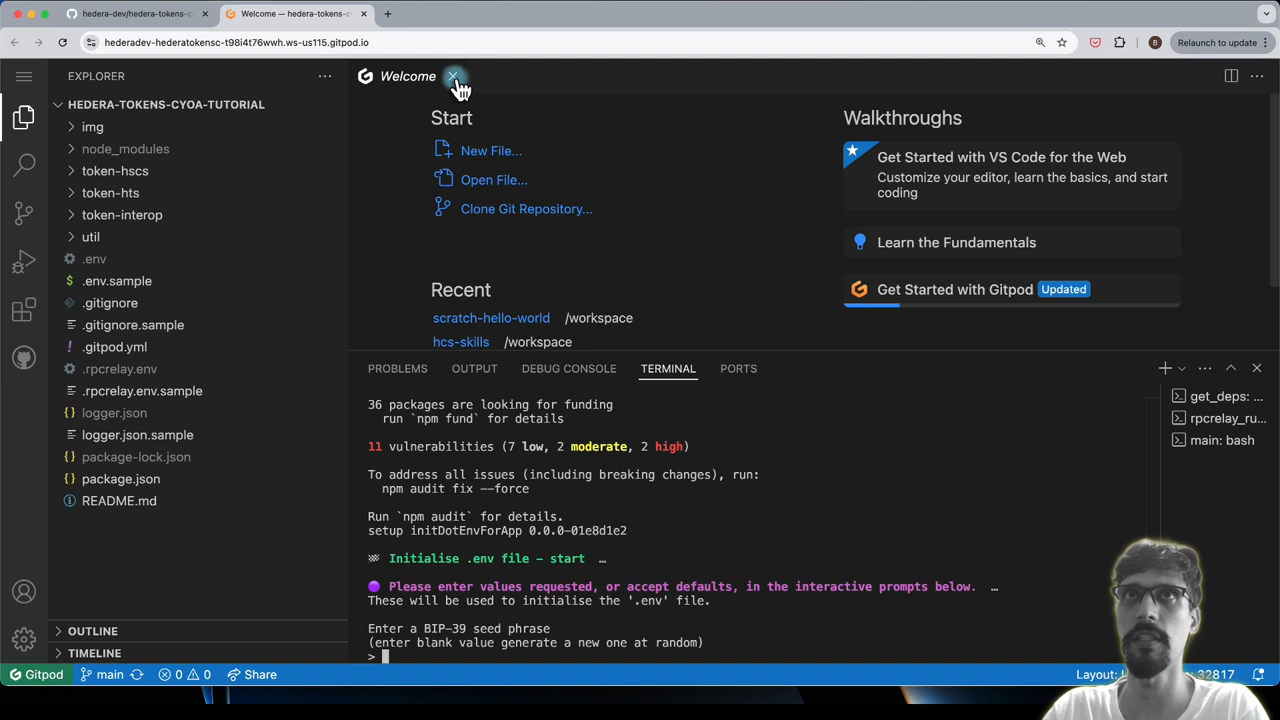 hedera-dev/hedera-tokens-c
Welcome — hedera-tokens-cy
hederadev-hederatokensc-t98i4t76wwh.ws-us115.gitpod.io
B
Relaunch to update
EXPLORER
HEDERA-TOKENS-CYOA-TUTORIAL
img
node_modules
token-hscs
token-hts
token-interop
util
.env
.env.sample
.gitignore
.gitignore.sample
.gitpod.yml
.rpcrelay.env
.rpcrelay.env.sample
logger.json
logger.json.sample
package-lock.json
package.json
README.md
OUTLINE
TIMELINE
Welcome
Start
New File...
Open File...
Clone Git Repository...
Recent
scratch-hello-world /workspace
hcs-skills /workspace
Walkthroughs
Get Started with VS Code for the Web
Customize your editor, learn the basics, and start
coding
Learn the Fundamentals
Get Started with Gitpod Updated
PROBLEMS OUTPUT DEBUG CONSOLE TERMINAL PORTS
36 packages are looking for funding
run `npm fund` for details
11 vulnerabilities (7 low, 2 moderate, 2 high)
To address all issues (including breaking changes), run:
npm audit fix --force
Run `npm audit` for details.
setup initDotEnvForApp 0.0.0-01e8d1e2
Initialise .env file - start …
Please enter values requested, or accept defaults, in the interactive prompts below. …
These will be used to initialise the '.env' file.
Enter a BIP-39 seed phrase
(enter blank value generate a new one at random)
>
get_deps: ...
rpcrelay_ru...
main: bash
Gitpod main 0 0 Share
Layout: 32817